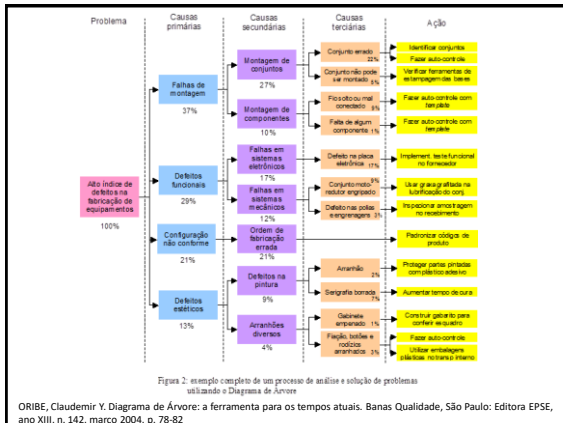 Problema
Causas
primárias
Causas
secundárias
Causas
terciárias
Ação
Alto índice de
defeitos na
fabricação de
equipamentos
100%
Falhas de
montagem
37%
Defeitos
funcionais
29%
Configuração
não conforme
21%
Defeitos
estéticos
13%
Montagem de
conjuntos
27%
Montagem de
componentes
10%
Falhas em
sistemas
eletrônicos
17%
Falhas em
sistemas
mecânicos
12%
Ordem de
fabricação
errada
21%
Defeitos na
pintura
9%
Arranhões
diversos
4%
Conjunto errado
22%
Conjunto não pode
ser montado 5%
Fio solto ou mal
conectado 9%
Falta de algum
componente 1%
Defeito na placa
eletrônica 17%
9%
Conjunto moto-
redutor engripado
Defeito nas polias
e engrenagens 3%
Arranhão
2%
Serigrafia borrada
7%
Gabinete
empenado 1%
Fiação, botões e
rodízios
arranhados 3%
Identificar conjuntos
Fazer auto-controle
Verificar ferramentas de
estampagem das bases
Fazer auto-controle com
template
Fazer auto-controle com
template
Implement. teste funcional
no fornecedor
Usar graxa grafitada na
lubrificação do conj.
Inspecionar amostragem
no recebimento
Padronizar códigos de
produto
Proteger partes pintadas
com plástico adesivo
Aumentar tempo de cura
Construir gabarito para
conferir esquadro
Fazer auto-controle
Utilizar embalagens
plásticas no transp interno
Figura 2: exemplo completo de um processo de análise e solução de problemas
utilizando o Diagrama de Árvore
ORIBE, Claudemir Y. Diagrama de Árvore: a ferramenta para os tempos atuais. Banas Qualidade, São Paulo: Editora EPSE,
ano XIII, n. 142, março 2004, p. 78-82